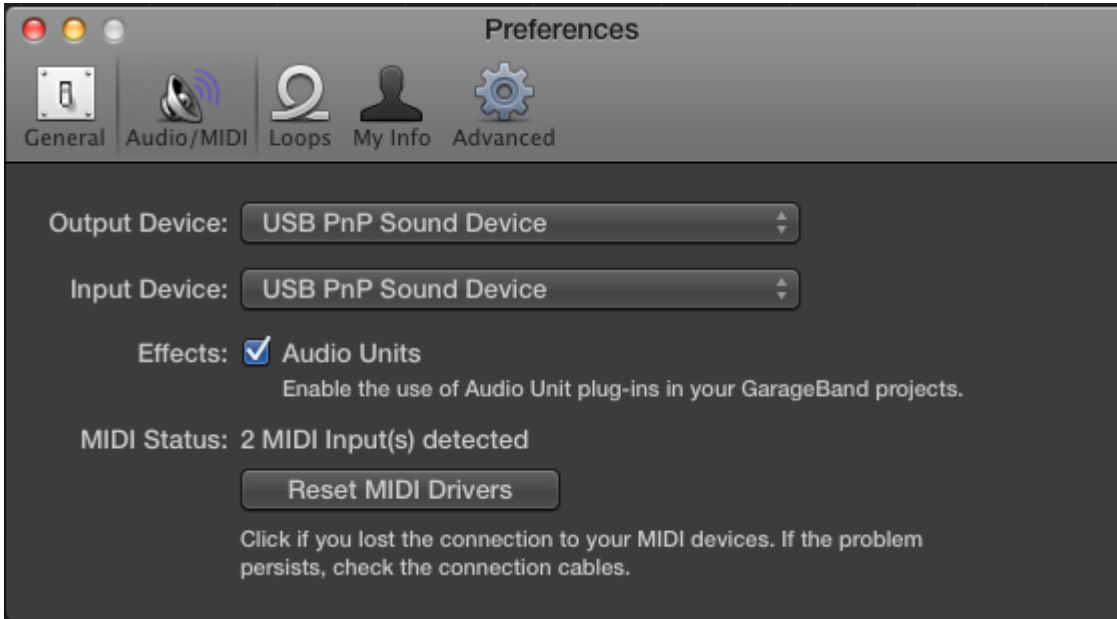 Preferences
General Audio/MIDI Loops My Info Advanced
Output Device: USB PnP Sound Device
Input Device: USB PnP Sound Device
Effects: Audio Units
Enable the use of Audio Unit plug-ins in your GarageBand projects.
MIDI Status: 2 MIDI Input(s) detected
Reset MIDI Drivers
Click if you lost the connection to your MIDI devices. If the problem
persists, check the connection cables.